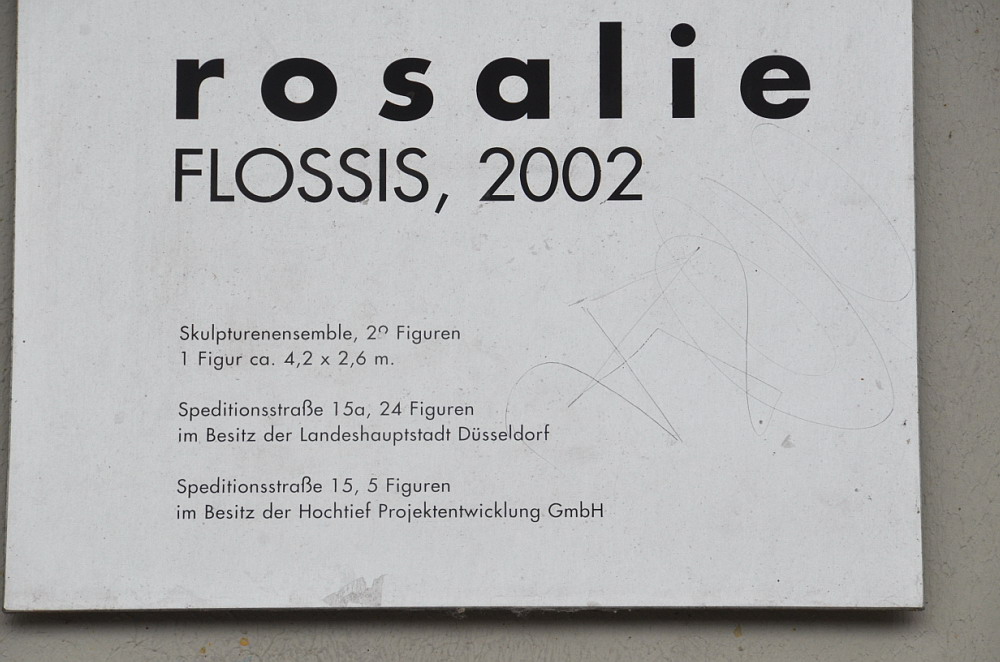 rosalie
FLOSSIS, 2002
Skulpturenensemble, 29 Figuren
1 Figur ca. 4,2 x 2,6 m.
Speditionsstraße 15a, 24 Figuren
im Besitz der Landeshauptstadt Düsseldorf
Speditionsstraße 15, 5 Figuren
im Besitz der Hochtief Projektentwicklung GmbH